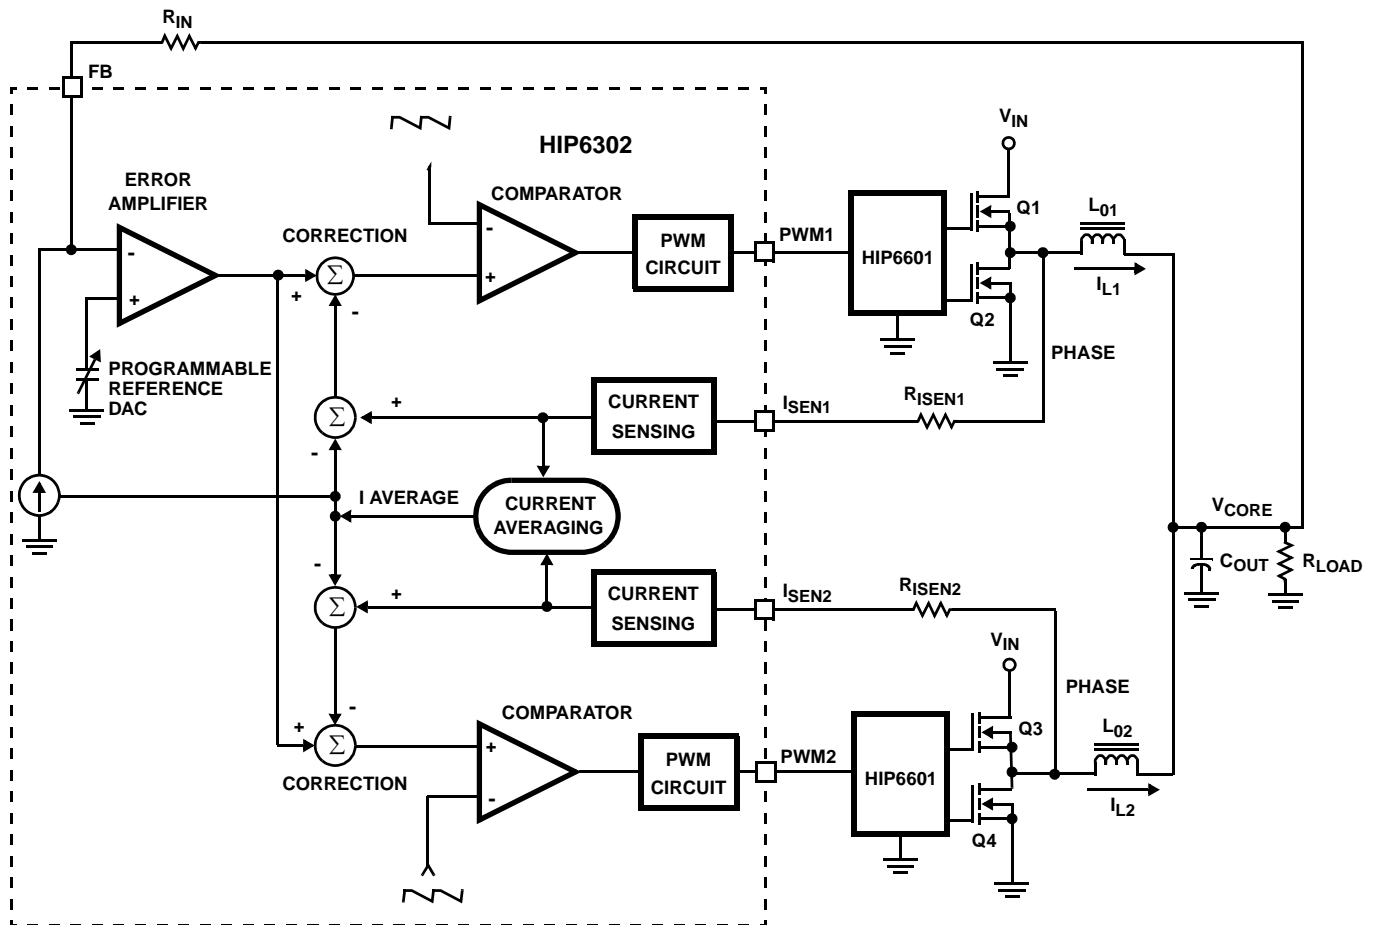 RIN
FB
HIP6302
VIN
ERROR
AMPLIFIER
COMPARATOR
Q1
L01
CORRECTION
-
-
PWM
CIRCUIT
PWM1
HIP6601
Σ
+
+
+
-
Q2
IL1
PROGRAMMABLE
REFERENCE
DAC
PHASE
CURRENT
SENSING
ISEN1
RISEN1
+
Σ
-
I AVERAGE
CURRENT
AVERAGING
VCORE
COUT
RLOAD
-
+
Σ
CURRENT
SENSING
ISEN2
RISEN2
VIN
PHASE
-
COMPARATOR
+
Σ
CORRECTION
+
-
PWM
CIRCUIT
PWM2
HIP6601
Q3
L02
IL2
Q4